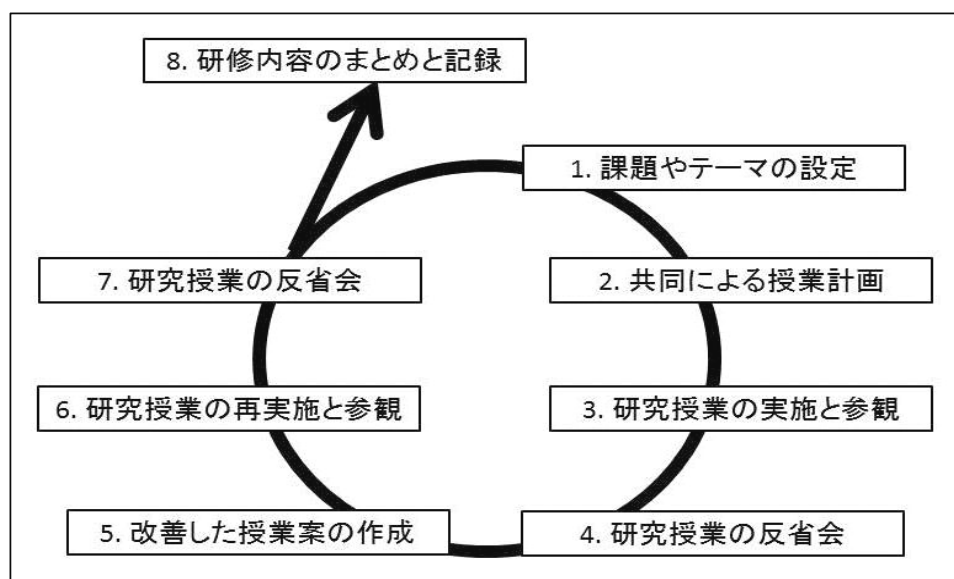 8. 研修内容のまとめと記録
1. 課題やテーマの設定
7. 研究授業の反省会
2. 共同による授業計画
6. 研究授業の再実施と参観
3. 研究授業の実施と参観
5. 改善した授業案の作成
4. 研究授業の反省会